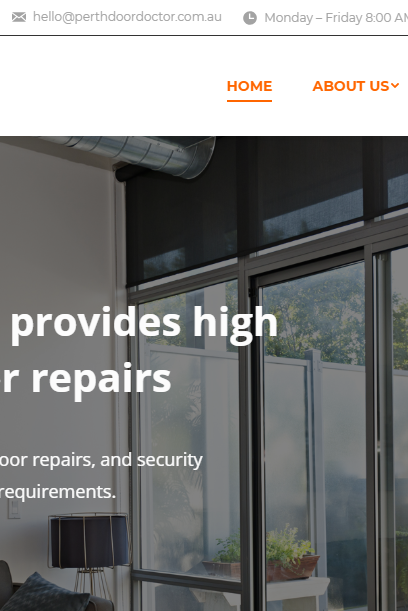 hello@perthdoordoctor.com.au Monday – Friday 8:00 AM
HOME ABOUT US
provides high
r repairs
oor repairs, and security
requirements.